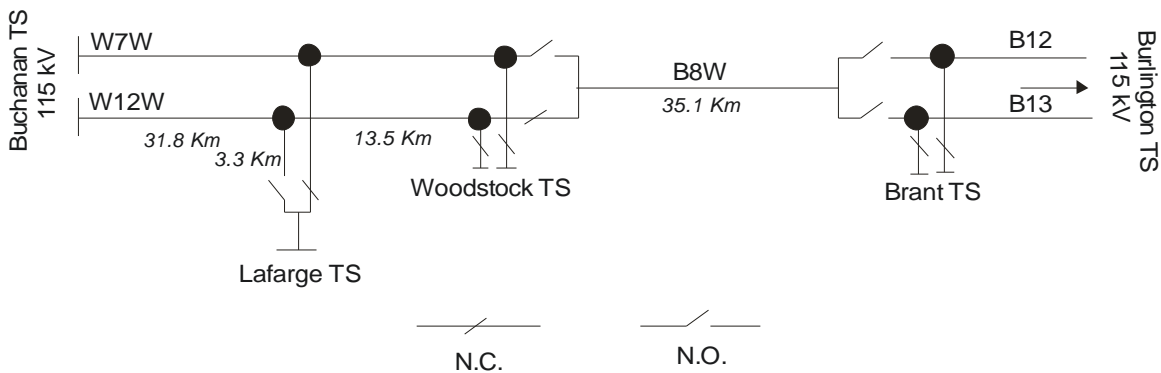 Buchanan TS
115 kV
W7W
W12W
31.8 Km
3.3 Km
13.5 Km
Lafarge TS
Woodstock TS
B8W
35.1 Km
Brant TS
B12
B13
Burlington TS
115 kV
N.C.
N.O.